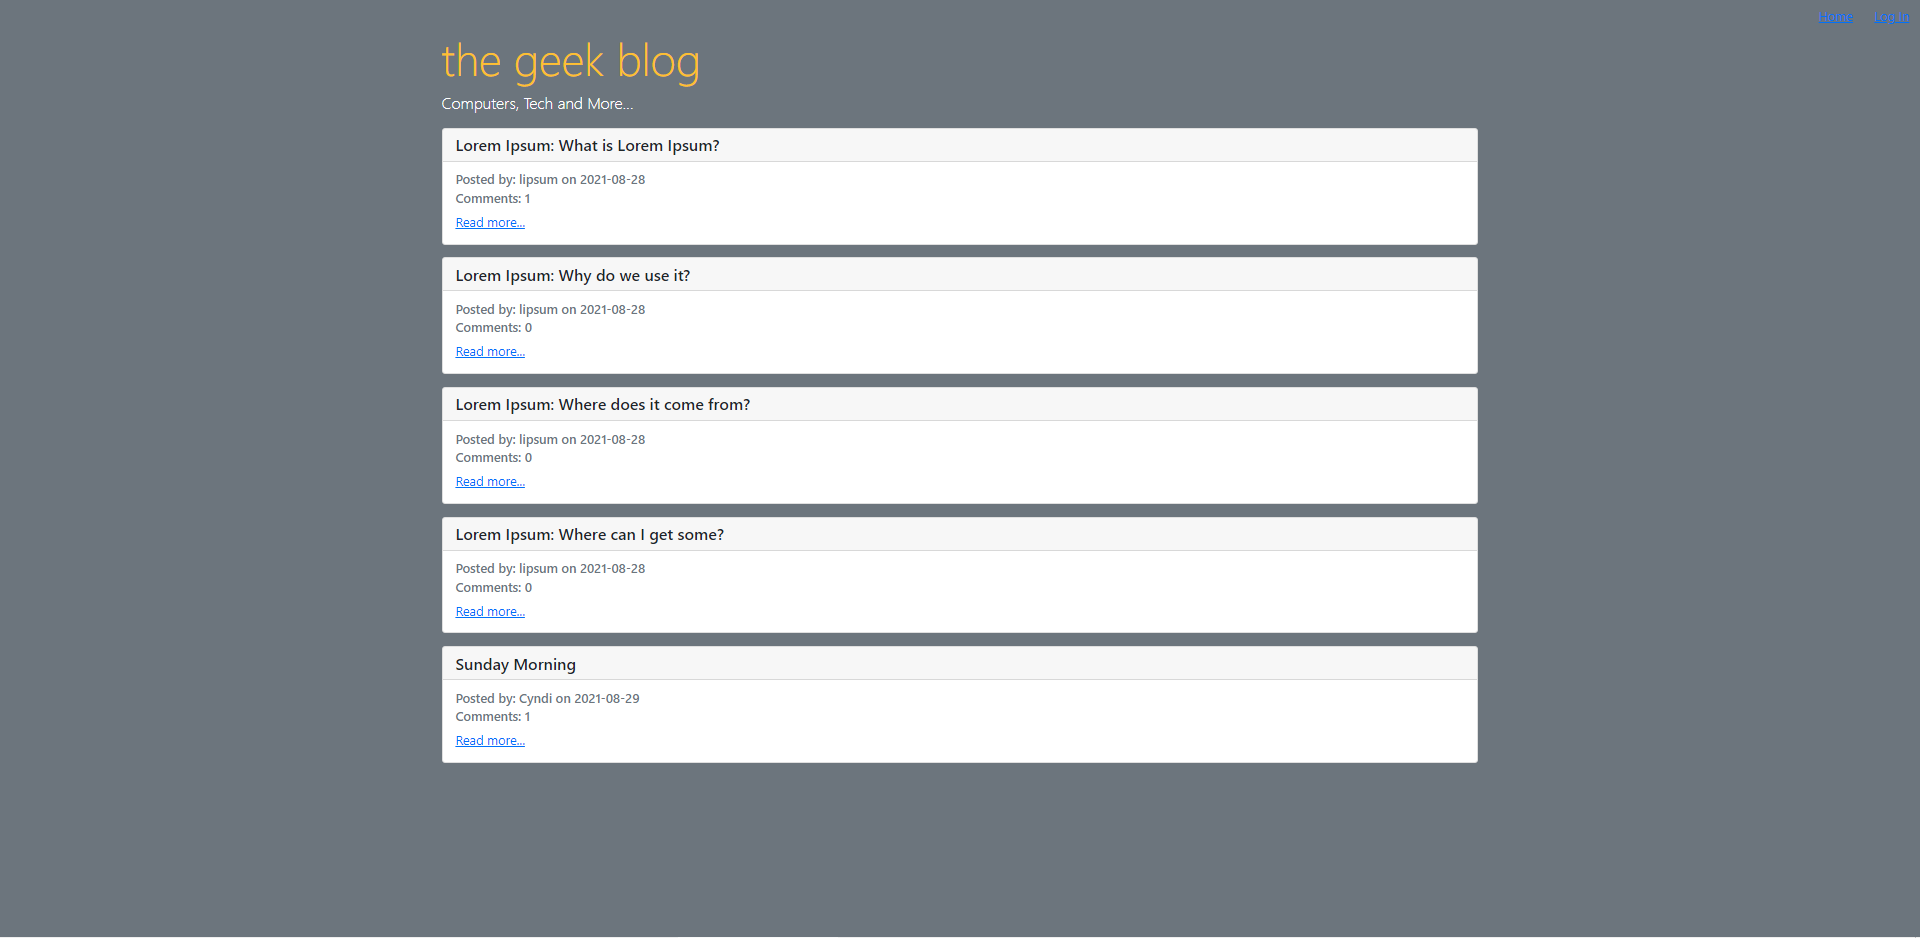 Home Log in
the geek blog
Computers, Tech and More...
Lorem Ipsum: What is Lorem Ipsum?
Posted by: lipsum on 2021-08-28
Comments: 1
Read more...
Lorem Ipsum: Why do we use it?
Posted by: lipsum on 2021-08-28
Comments: 0
Read more...
Lorem Ipsum: Where does it come from?
Posted by: lipsum on 2021-08-28
Comments: 0
Read more...
Lorem Ipsum: Where can I get some?
Posted by: lipsum on 2021-08-28
Comments: 0
Read more...
Sunday Morning
Posted by: Cyndi on 2021-08-29
Comments: 1
Read more...